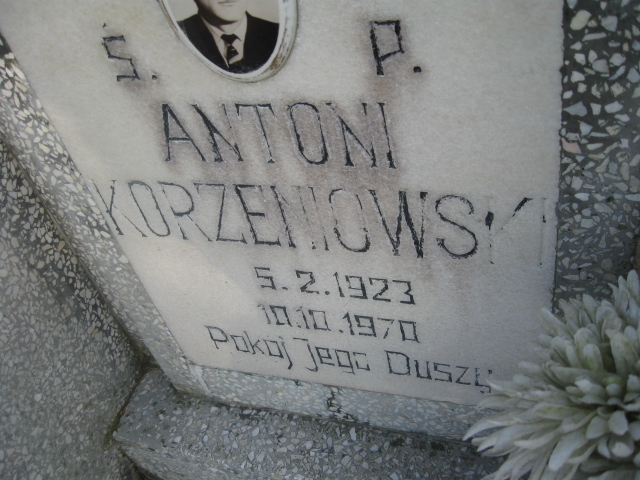 Ś. P.
ANTONI
KORZENIOWSKI
5.2.1923
10.10.1970
Pokoj Jego Duszy